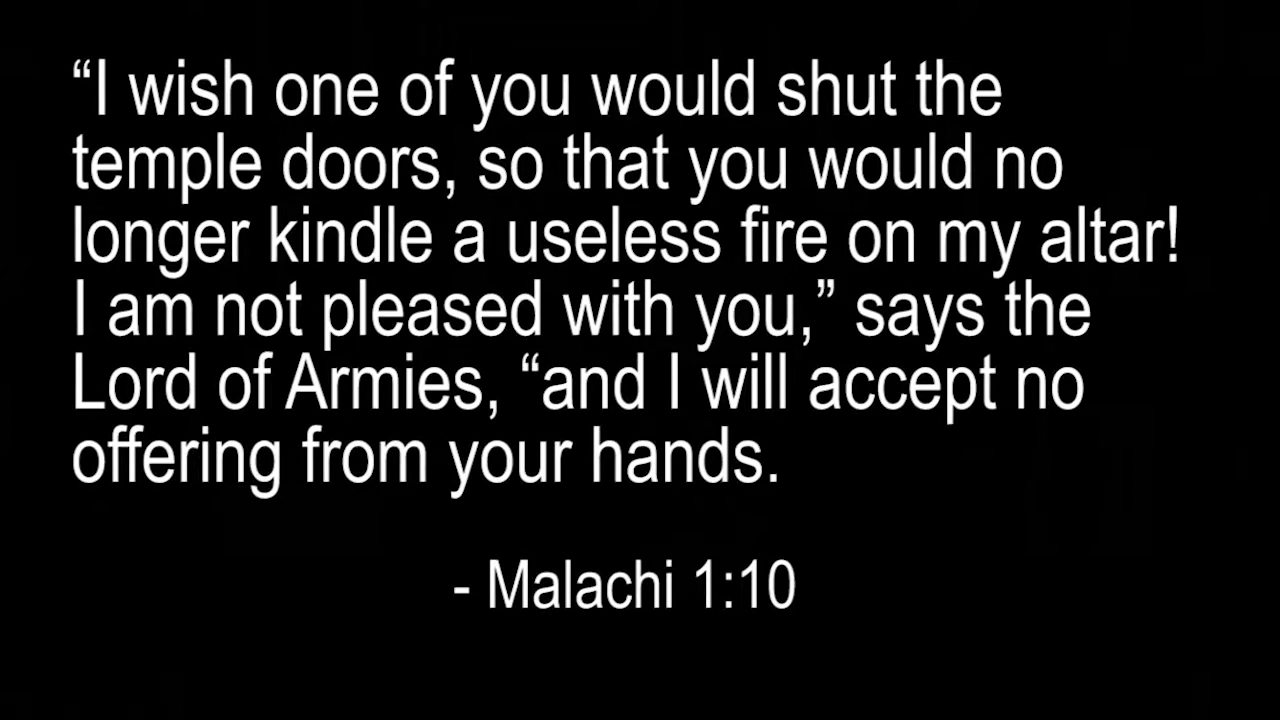 “I wish one of you would shut the
temple doors, so that you would no
longer kindle a useless fire on my altar!
I am not pleased with you,” says the
Lord of Armies, “and I will accept no
offering from your hands.
- Malachi 1:10